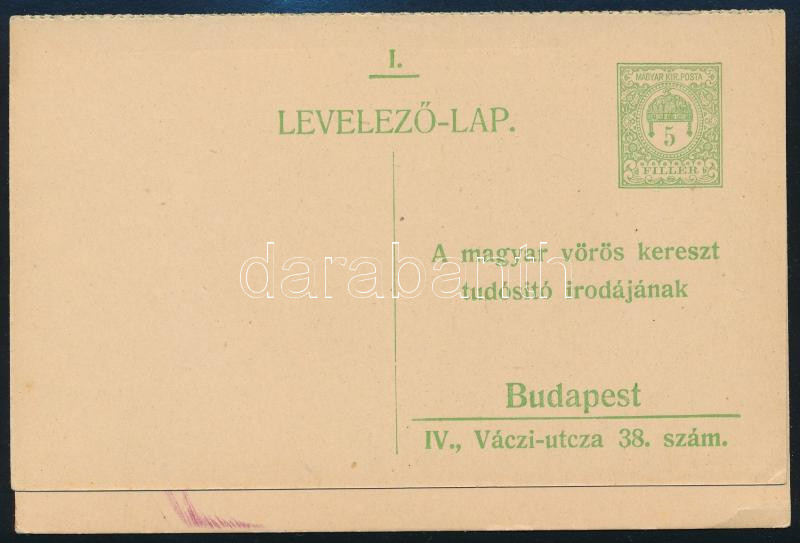 I.
LEVELEZŐ-LAP.
MAGYAR KIR. POSTA
5
FILLÉR
A magyar vörös kereszt
tudósító irodájának
darabanth
Budapest
IV., Váczi-utcza 38. szám.